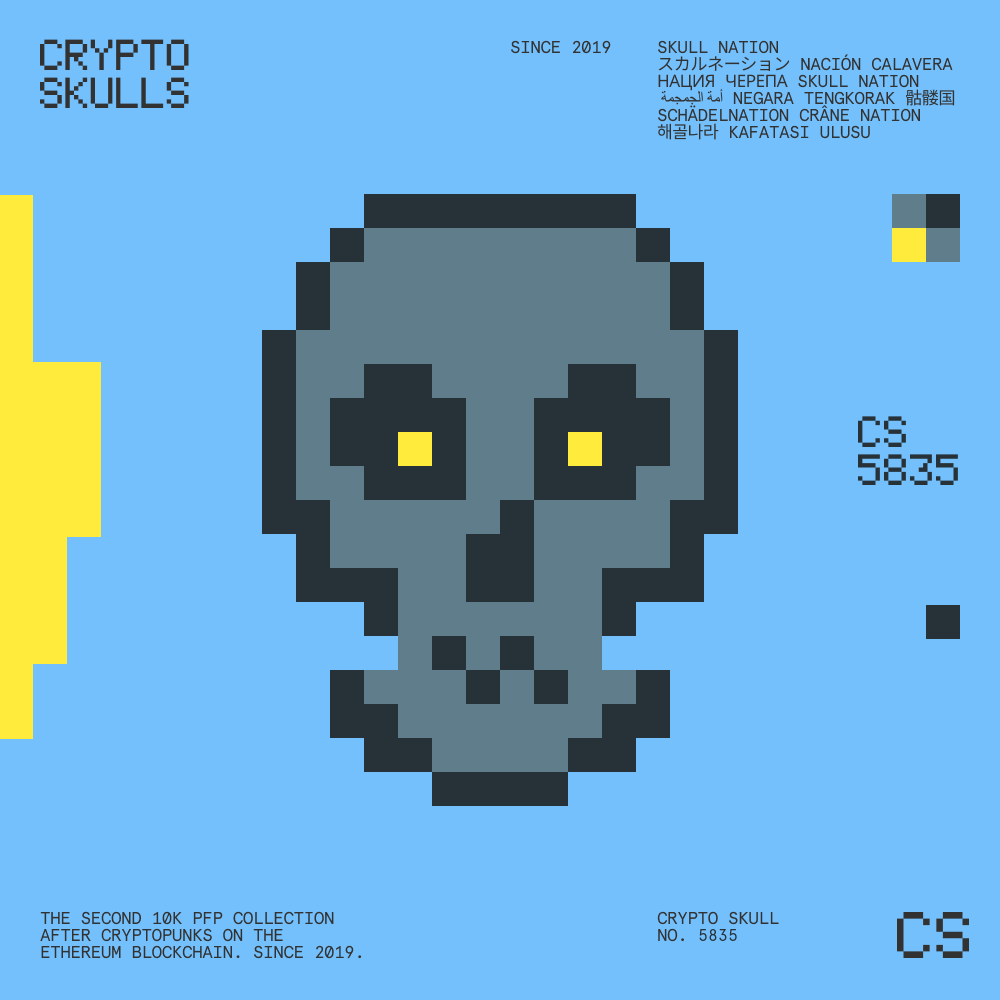 CRYPTO
SKULLS
SINCE 2019
SKULL NATION
スカルネーション NACIÓN CALAVERA
НАЦИЯ ЧЕРЕПА SKULL NATION
أمة الجمجمة NEGARA TENGKORAK 骷髅国
SCHÄDELNATION CRÂNE NATION
해골나라 KAFATASI ULUSU
CS
5835
THE SECOND 10K PFP COLLECTION
AFTER CRYPTOPUNKS ON THE
ETHEREUM BLOCKCHAIN. SINCE 2019.
CRYPTO SKULL
NO. 5835
CS